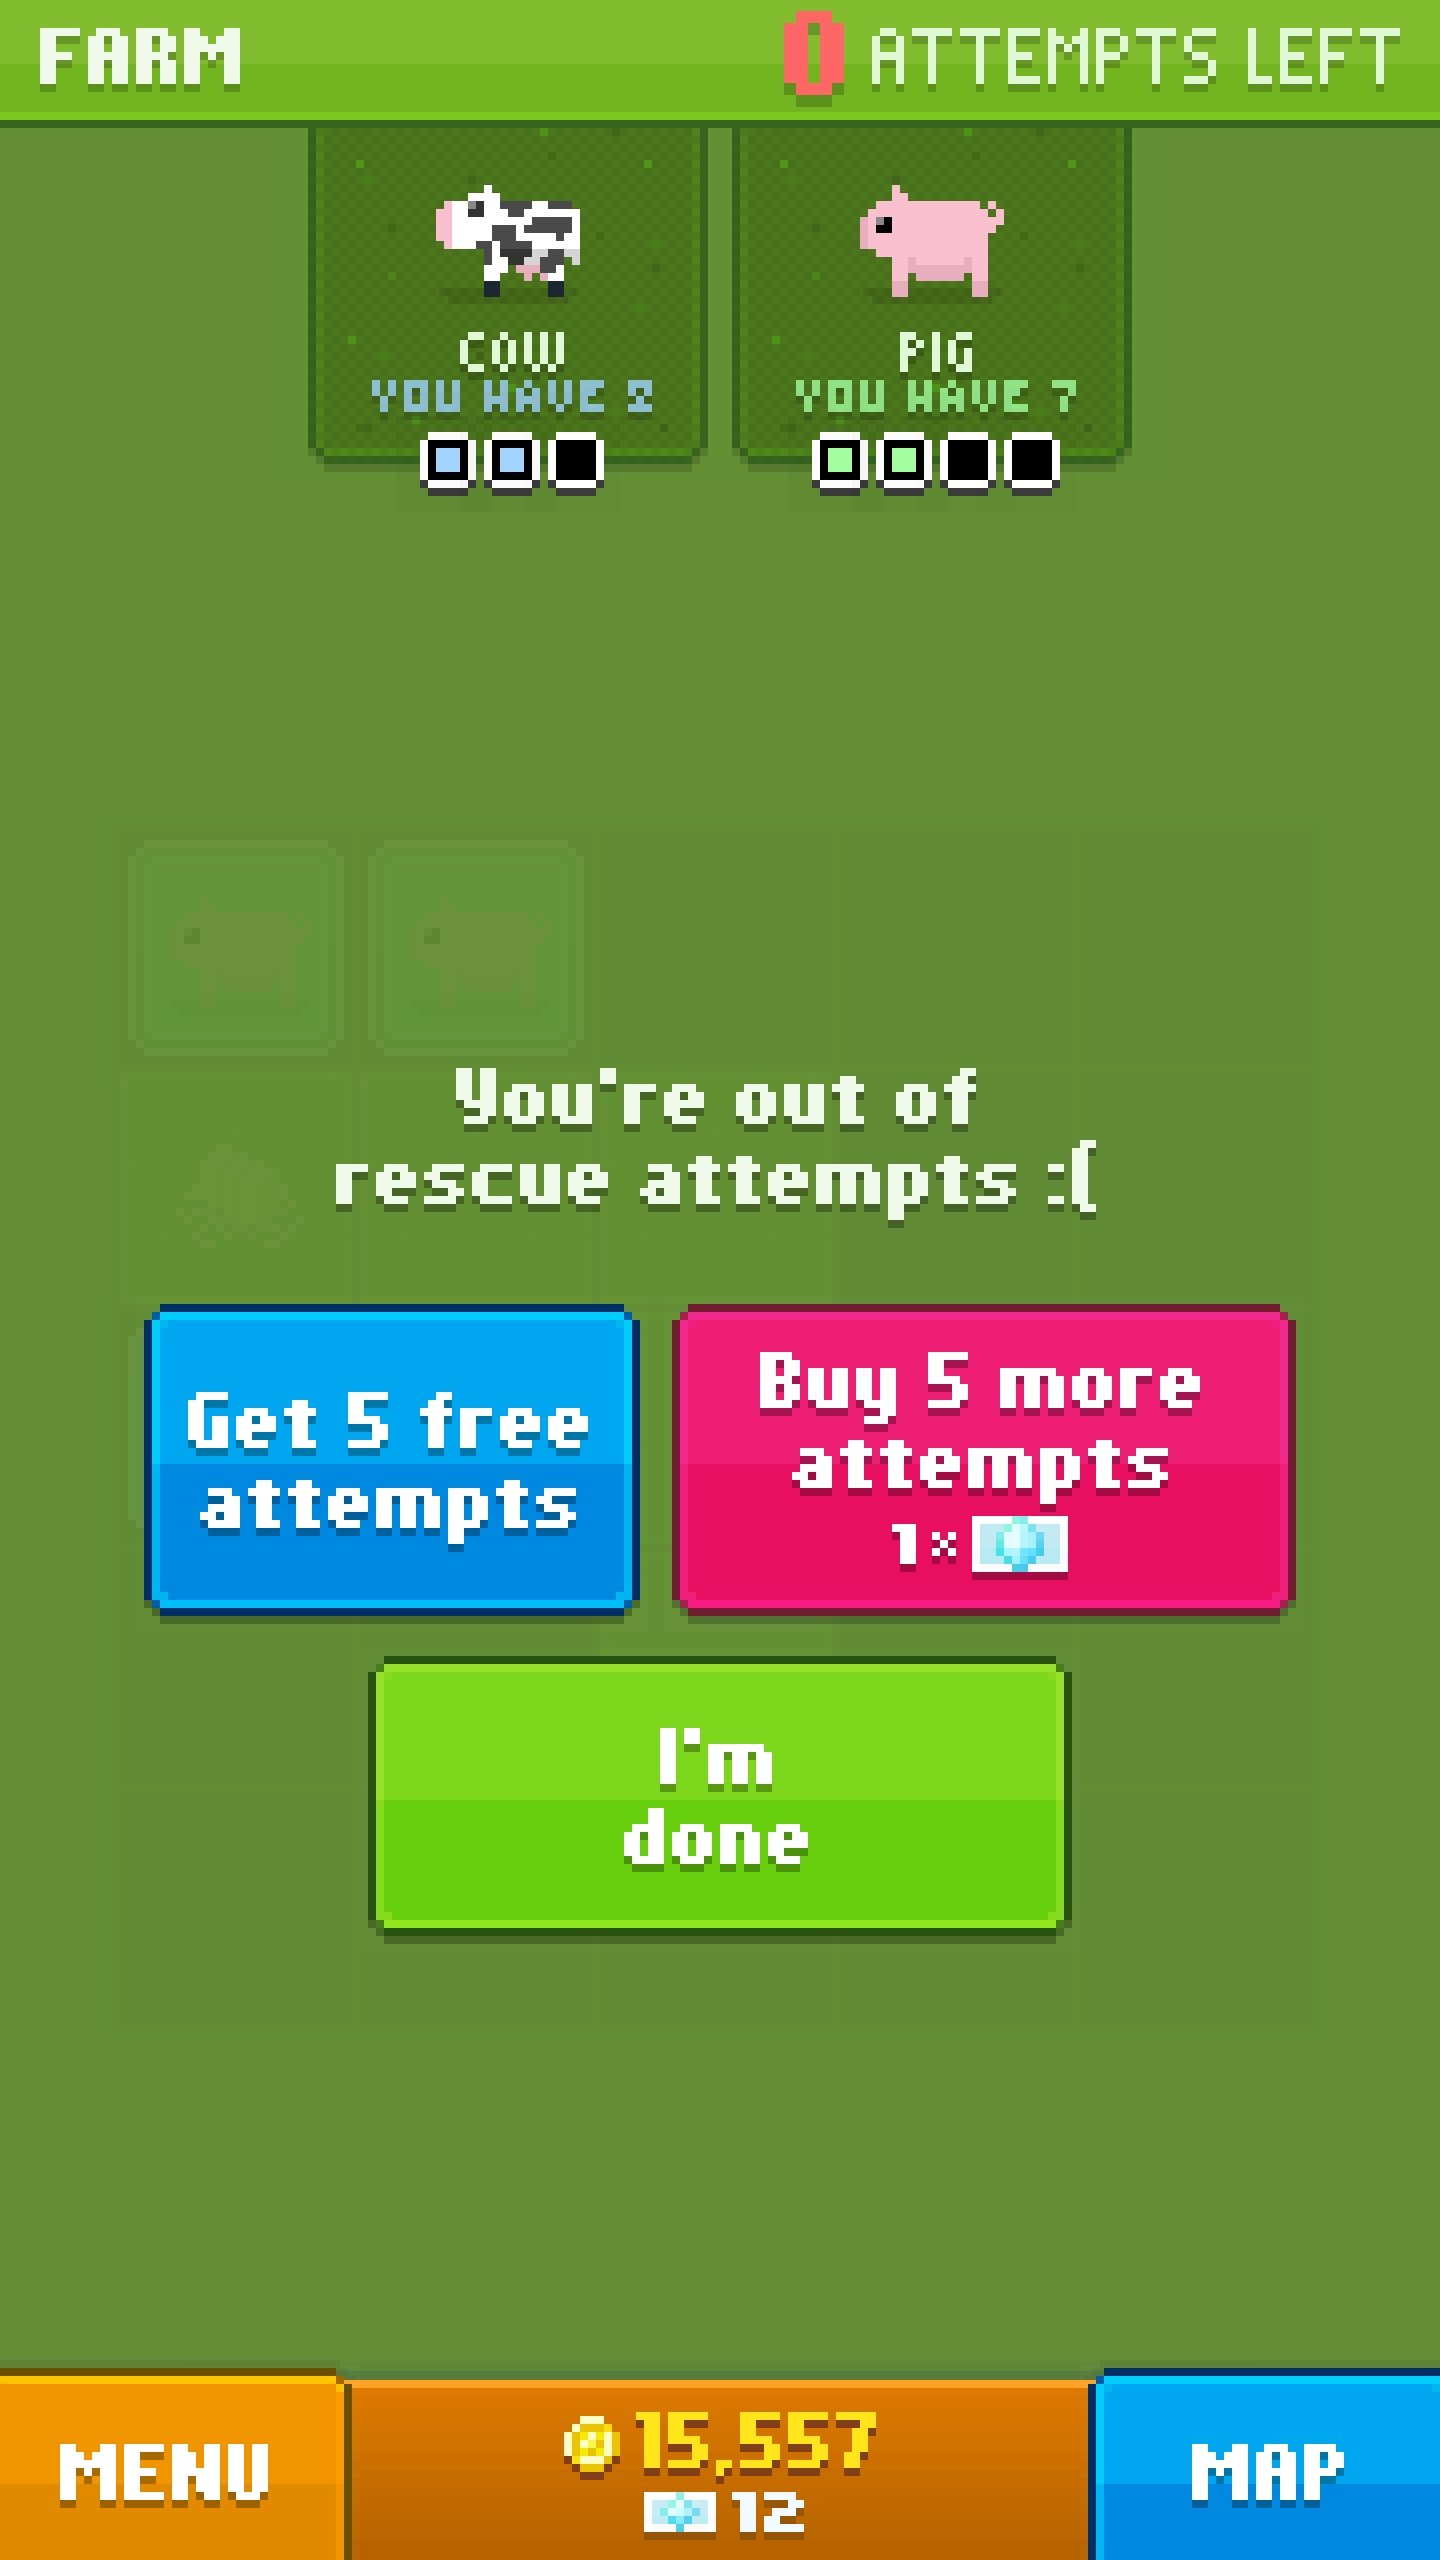 FARM
0 ATTEMPTS LEFT
COW
YOU HAVE 2
PIG
YOU HAVE 7
You're out of
rescue attempts :(
Get 5 free
attempts
Buy 5 more
attempts
1×
I'm
done
MENU
15,557
12
MAP